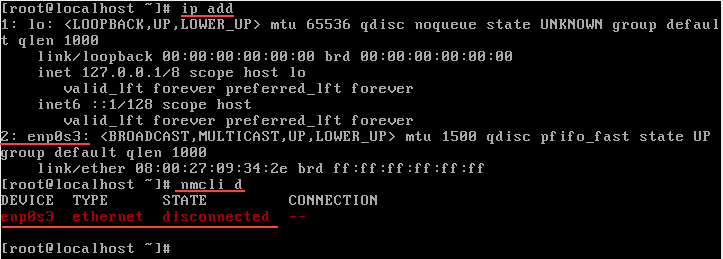 [root@localhost ~]# ip add
1: lo: <LOOPBACK,UP,LOWER_UP> mtu 65536 qdisc noqueue state UNKNOWN group defaul
t qlen 1000
    link/loopback 00:00:00:00:00:00 brd 00:00:00:00:00:00
    inet 127.0.0.1/8 scope host lo
       valid_lft forever preferred_lft forever
    inet6 ::1/128 scope host
       valid_lft forever preferred_lft forever
2: enp0s3: <BROADCAST,MULTICAST,UP,LOWER_UP> mtu 1500 qdisc pfifo_fast state UP
group default qlen 1000
    link/ether 08:00:27:09:34:2e brd ff:ff:ff:ff:ff:ff
[root@localhost ~]# nmcli d
DEVICE  TYPE      STATE         CONNECTION
enp0s3  ethernet  disconnected  --
[root@localhost ~]#